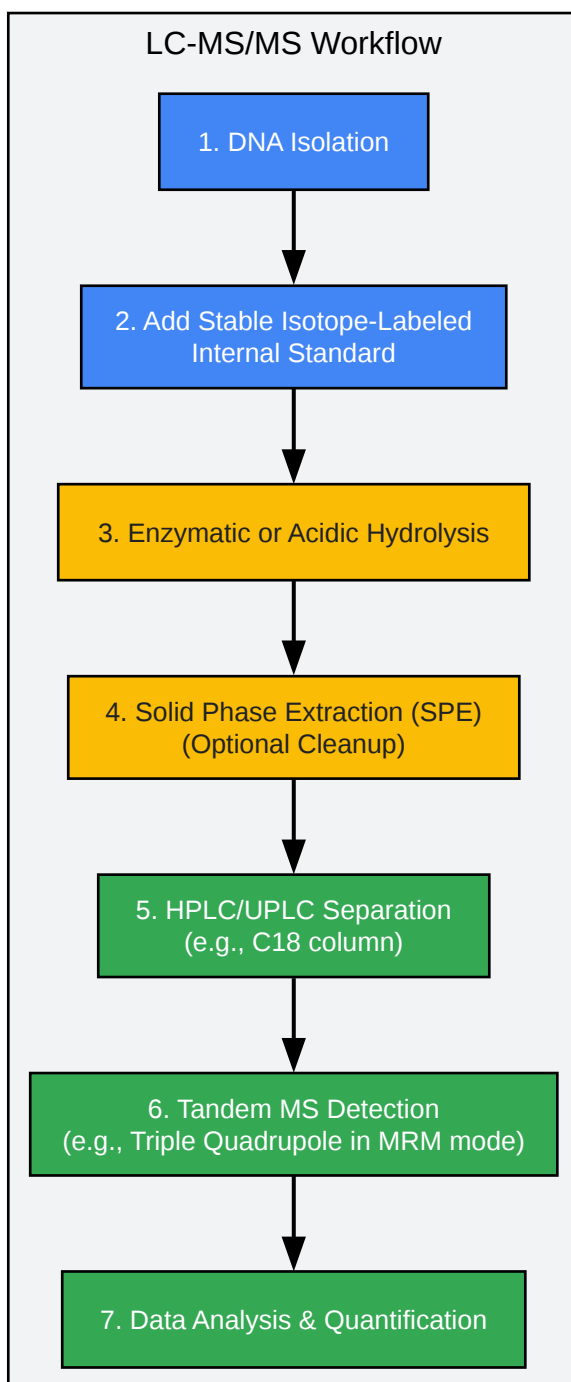 LC-MS/MS Workflow
1. DNA Isolation
2. Add Stable Isotope-Labeled
Internal Standard
3. Enzymatic or Acidic Hydrolysis
4. Solid Phase Extraction (SPE)
(Optional Cleanup)
5. HPLC/UPLC Separation
(e.g., C18 column)
6. Tandem MS Detection
(e.g., Triple Quadrupole in MRM mode)
7. Data Analysis & Quantification